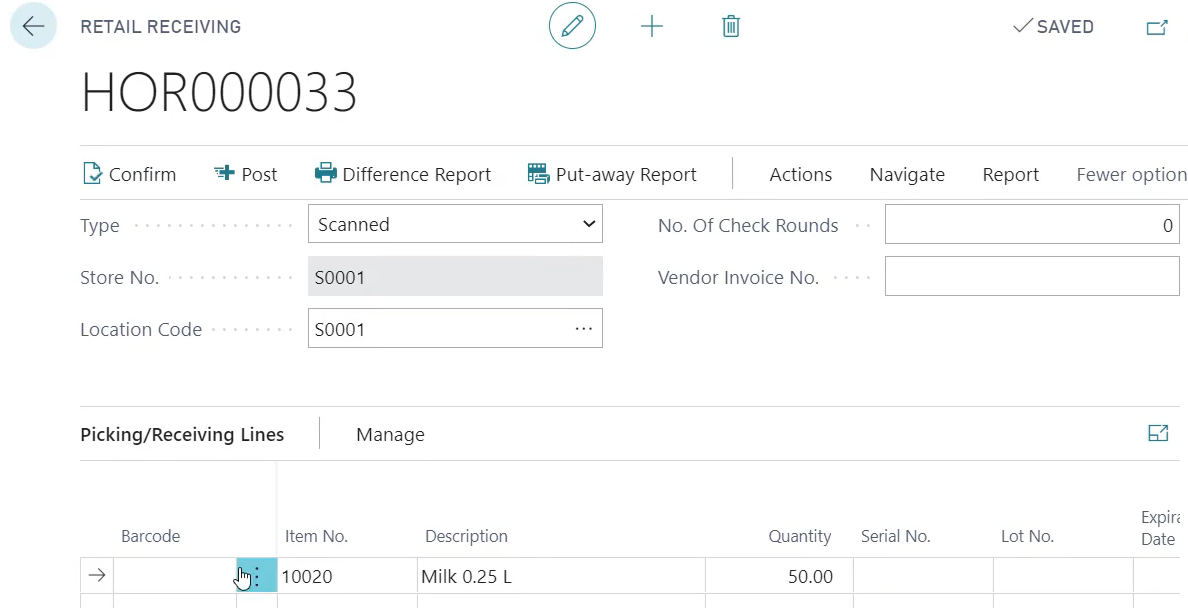 RETAIL RECEIVING
SAVED
HOR000033
Confirm Post Difference Report Put-away Report Actions Navigate Report Fewer option
Type Scanned No. Of Check Rounds 0
Store No. S0001 Vendor Invoice No.
Location Code S0001 ...
Picking/Receiving Lines Manage
Barcode Item No. Description Quantity Serial No. Lot No. Expira
Date
10020 Milk 0.25 L 50.00